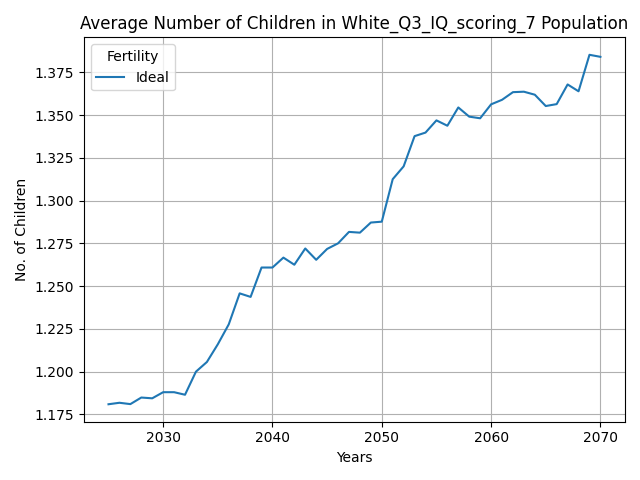 Average Number of Children in White_Q3_IQ_scoring_7 Population
Fertility
Ideal
No. of Children
1.375
1.350
1.325
1.300
1.275
1.250
1.225
1.200
1.175
2030 2040 2050 2060 2070
Years